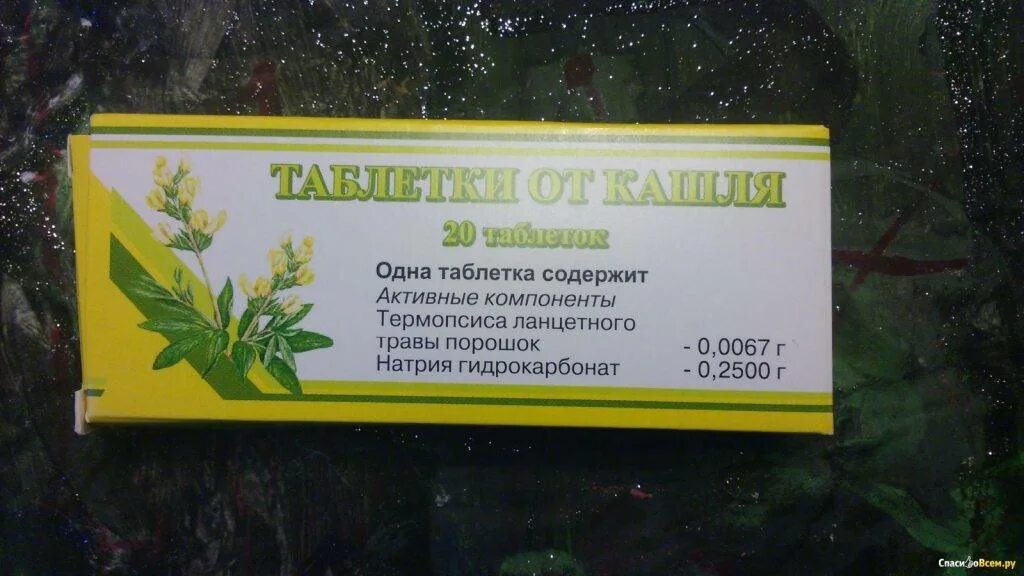 ТАБЛЕТКИ ОТ КАШЛЯ
20 таблеток
Одна таблетка содержит
Активные компоненты
Термопсиса ланцетного
травы порошок - 0,0067 г
Натрия гидрокарбонат - 0,2500 г
СпасибоВсем.ру